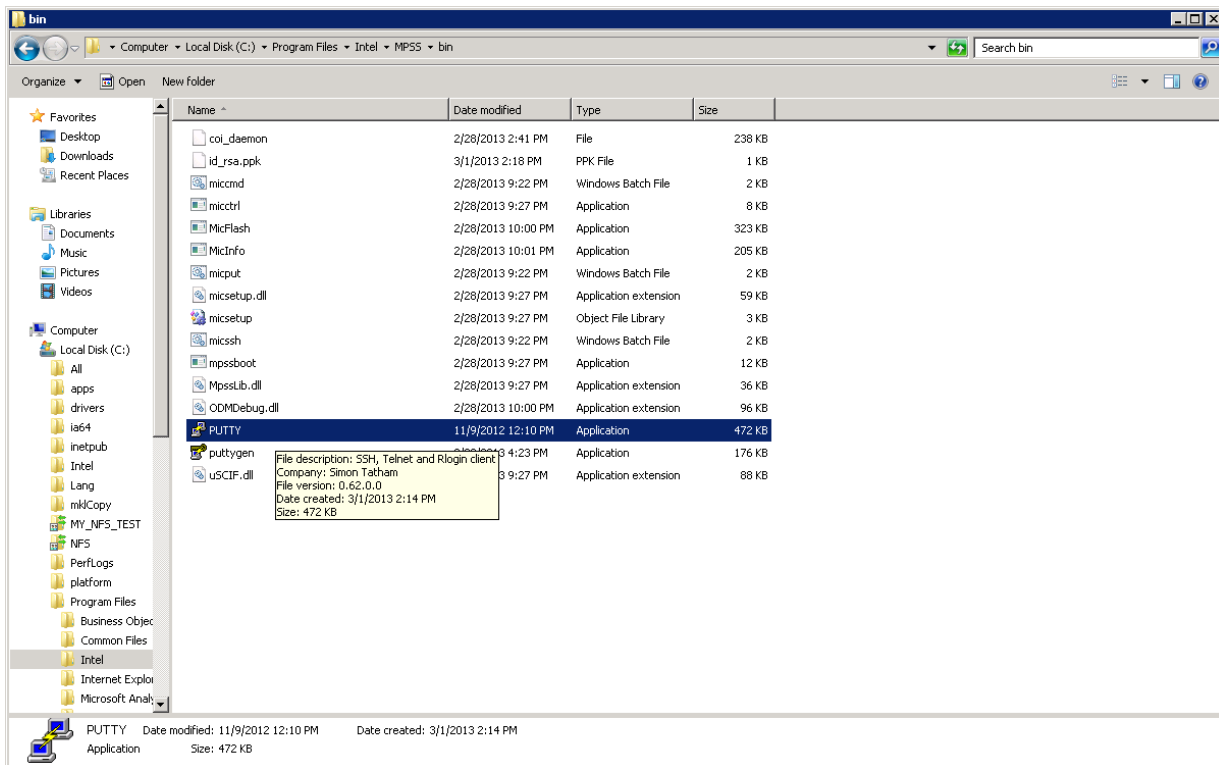 bin
Computer Local Disk (C:) Program Files Intel MPSS bin
Search bin
Organize Open New folder
Favorites
Desktop
Downloads
Recent Places
Libraries
Documents
Music
Pictures
Videos
Computer
Local Disk (C:)
All
apps
drivers
ia64
inetpub
Intel
Lang
mklCopy
MY_NFS_TEST
NFS
PerfLogs
platform
Program Files
Business Objec
Common Files
Intel
Internet Explo
Microsoft Analy
Name Date modified Type Size
coi_daemon 2/28/2013 2:41 PM File 238 KB
id_rsa.ppk 3/1/2013 2:18 PM PPK File 1 KB
miccmd 2/28/2013 9:22 PM Windows Batch File 2 KB
micctrl 2/28/2013 9:27 PM Application 8 KB
MicFlash 2/28/2013 10:00 PM Application 323 KB
MicInfo 2/28/2013 10:01 PM Application 205 KB
micput 2/28/2013 9:22 PM Windows Batch File 2 KB
micsetup.dll 2/28/2013 9:27 PM Application extension 59 KB
micsetup 2/28/2013 9:27 PM Object File Library 3 KB
micssh 2/28/2013 9:22 PM Windows Batch File 2 KB
mpssboot 2/28/2013 9:27 PM Application 12 KB
MpssLib.dll 2/28/2013 9:27 PM Application extension 36 KB
ODMDebug.dll 2/28/2013 10:00 PM Application extension 96 KB
PUTTY 11/9/2012 12:10 PM Application 472 KB
puttygen 4:23 PM Application 176 KB
uSCIF.dll 9:27 PM Application extension 88 KB
File description: SSH, Telnet and Rlogin client
Company: Simon Tatham
File version: 0.62.0.0
Date created: 3/1/2013 2:14 PM
Size: 472 KB
PUTTY Date modified: 11/9/2012 12:10 PM Date created: 3/1/2013 2:14 PM
Application Size: 472 KB